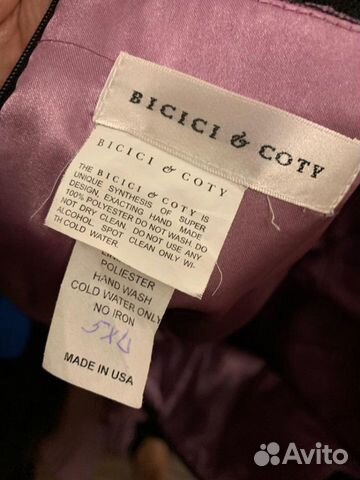 BICICI & COTY
BICICI & COTY
THE BICICI & COTY IS
UNIQUE SYNTHESIS OF SUPER
DESIGN, EXACTING HAND MADE
100% POLYESTER DO NOT WASH. DO
NOT DRY CLEAN. DO NOT USE ANY
ALCOHOL. SPOT CLEAN ONLY WI-
TH COLD WATER.
POLIESTER
HAND WASH
COLD WATER ONLY
NO IRON
5XL
MADE IN USA
Avito